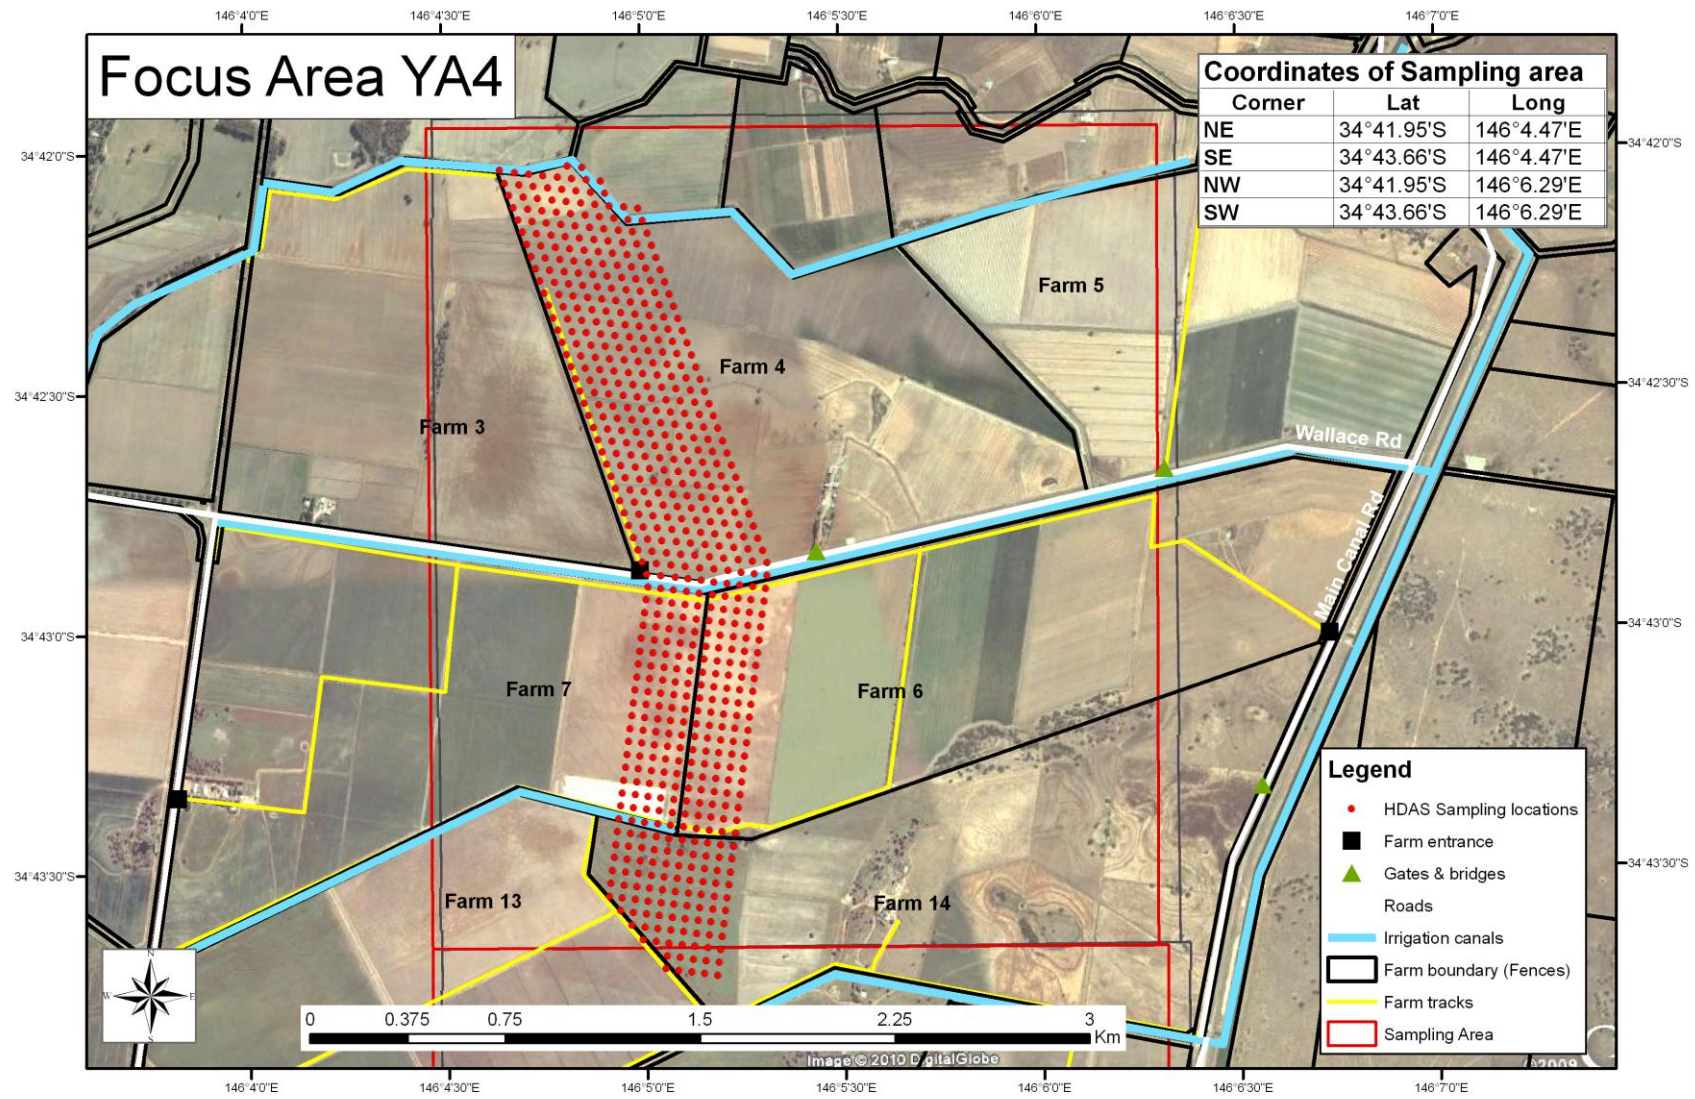 146°4'0"E 146°4'30"E 146°5'0"E 146°5'30"E 146°6'0"E 146°6'30"E 146°7'0"E
Focus Area YA4
Coordinates of Sampling area
Corner Lat Long
NE 34°41.95'S 146°4.47'E
SE 34°43.66'S 146°4.47'E
NW 34°41.95'S 146°6.29'E
SW 34°43.66'S 146°6.29'E
34°42'0"S 34°42'0"S
Farm 5
Farm 4
34°42'30"S 34°42'30"S
Farm 3
Wallace Rd
Main Canal Rd
34°43'0"S 34°43'0"S
Farm 7
Farm 6
Legend
HDAS Sampling locations
Farm entrance
Gates & bridges
Roads
Irrigation canals
Farm boundary (Fences)
Farm tracks
Sampling Area
34°43'30"S 34°43'30"S
Farm 13
Farm 14
N
W E
S
0 0.375 0.75 1.5 2.25 3
Km
Image © 2010 DigitalGlobe
©2009
146°4'0"E 146°4'30"E 146°5'0"E 146°5'30"E 146°6'0"E 146°6'30"E 146°7'0"E